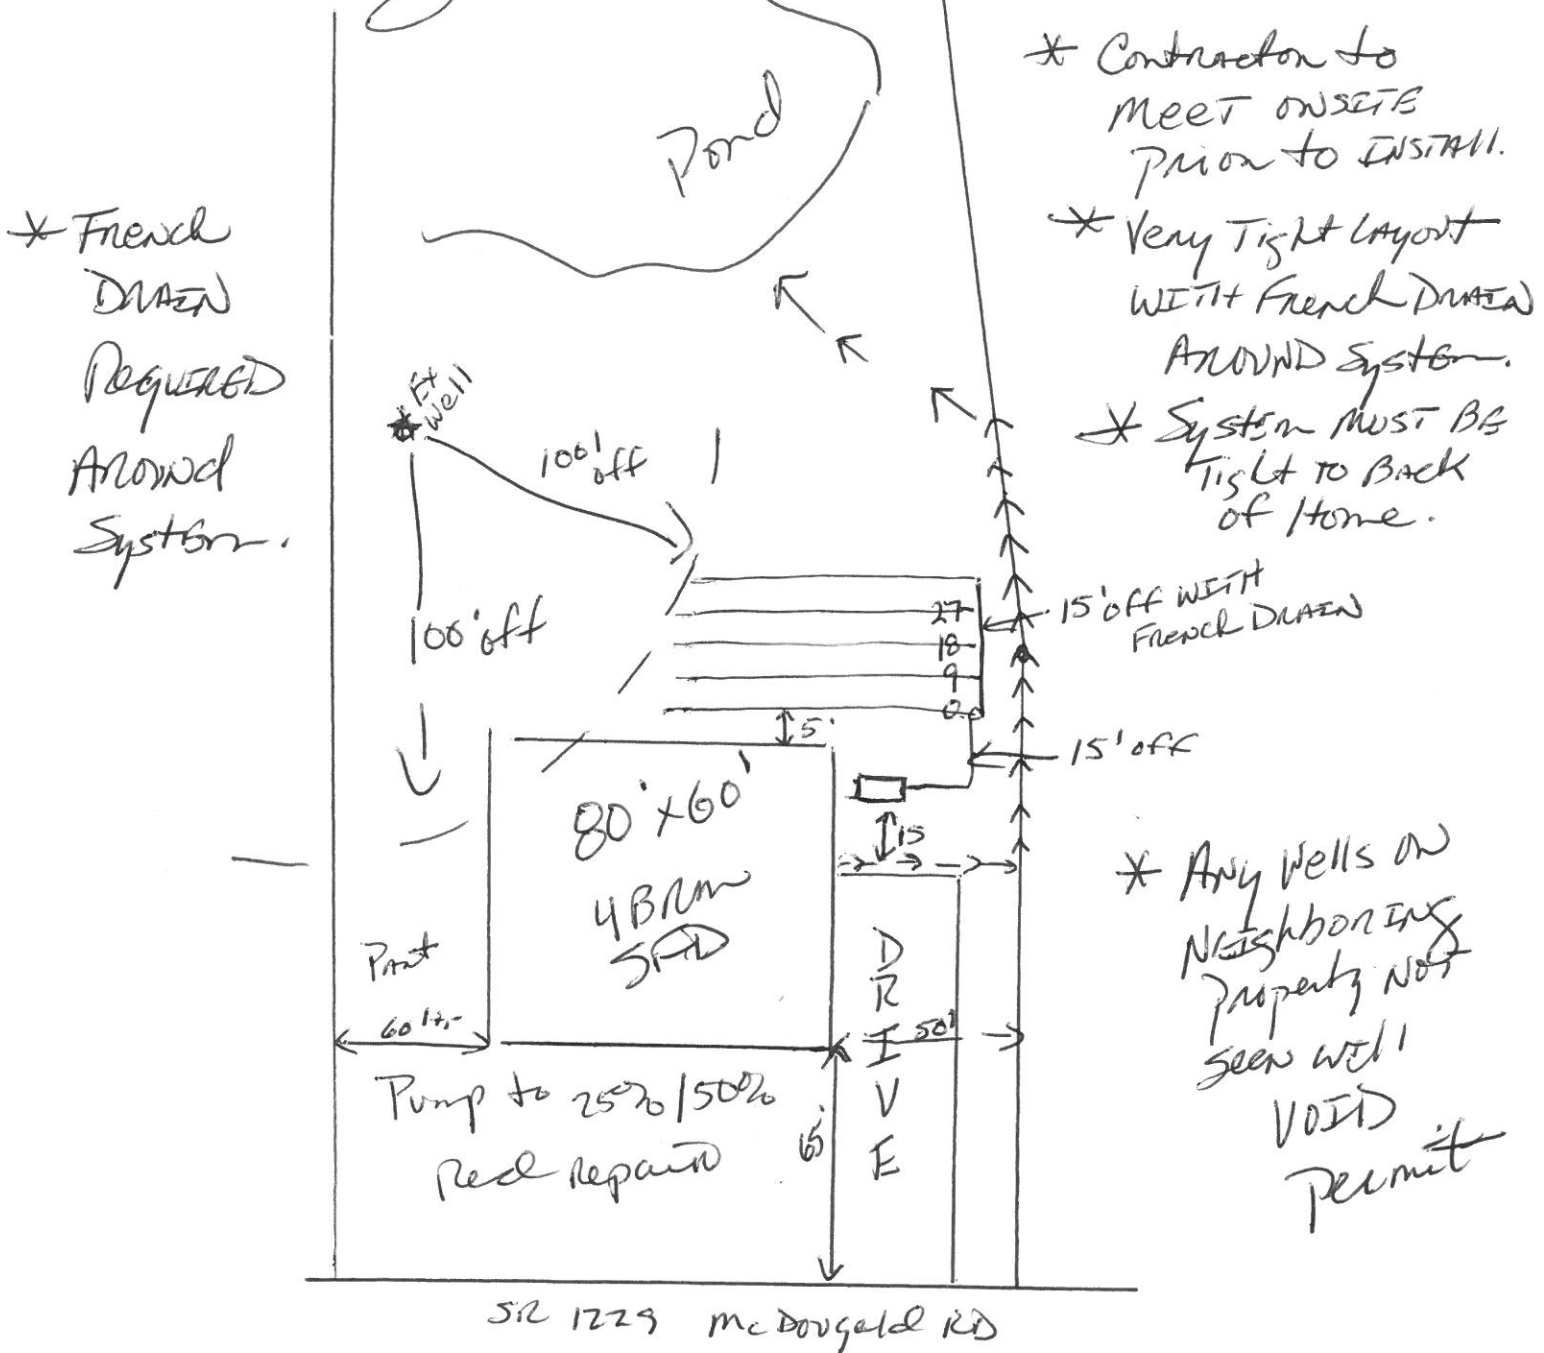 Pond
* Contractor to
MEET ONSITE
Prior to INSTALL.
* Very Tight LAYOUT
WITH French DRAIN
AROUND System.
* System MUST BE
Tight TO BACK
of Home.
* French
DRAIN
REQUIRED
Around
System.
Ex
Well
100' off
100' off
27
18
9
0
15' off WITH
FRENCH DRAIN
5'
15' off
15
80' x 60'
4 BRM
SFD
DRIVE
* Any Wells on
NEIGHBORING
Property NOT
Seen will
VOID
Permit
60' +/-
50'
65'
Pump to 25%/50%
Red repair
SR 1229 McDougald RD